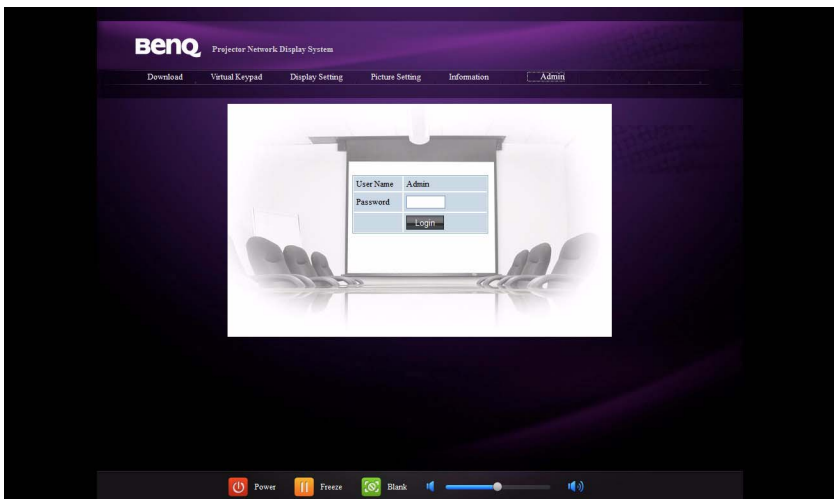 BenQ Projector Network Display System
Download Virtual Keypad Display Setting Picture Setting Information Admin
User Name Admin
Password
Login
Power Freeze Blank